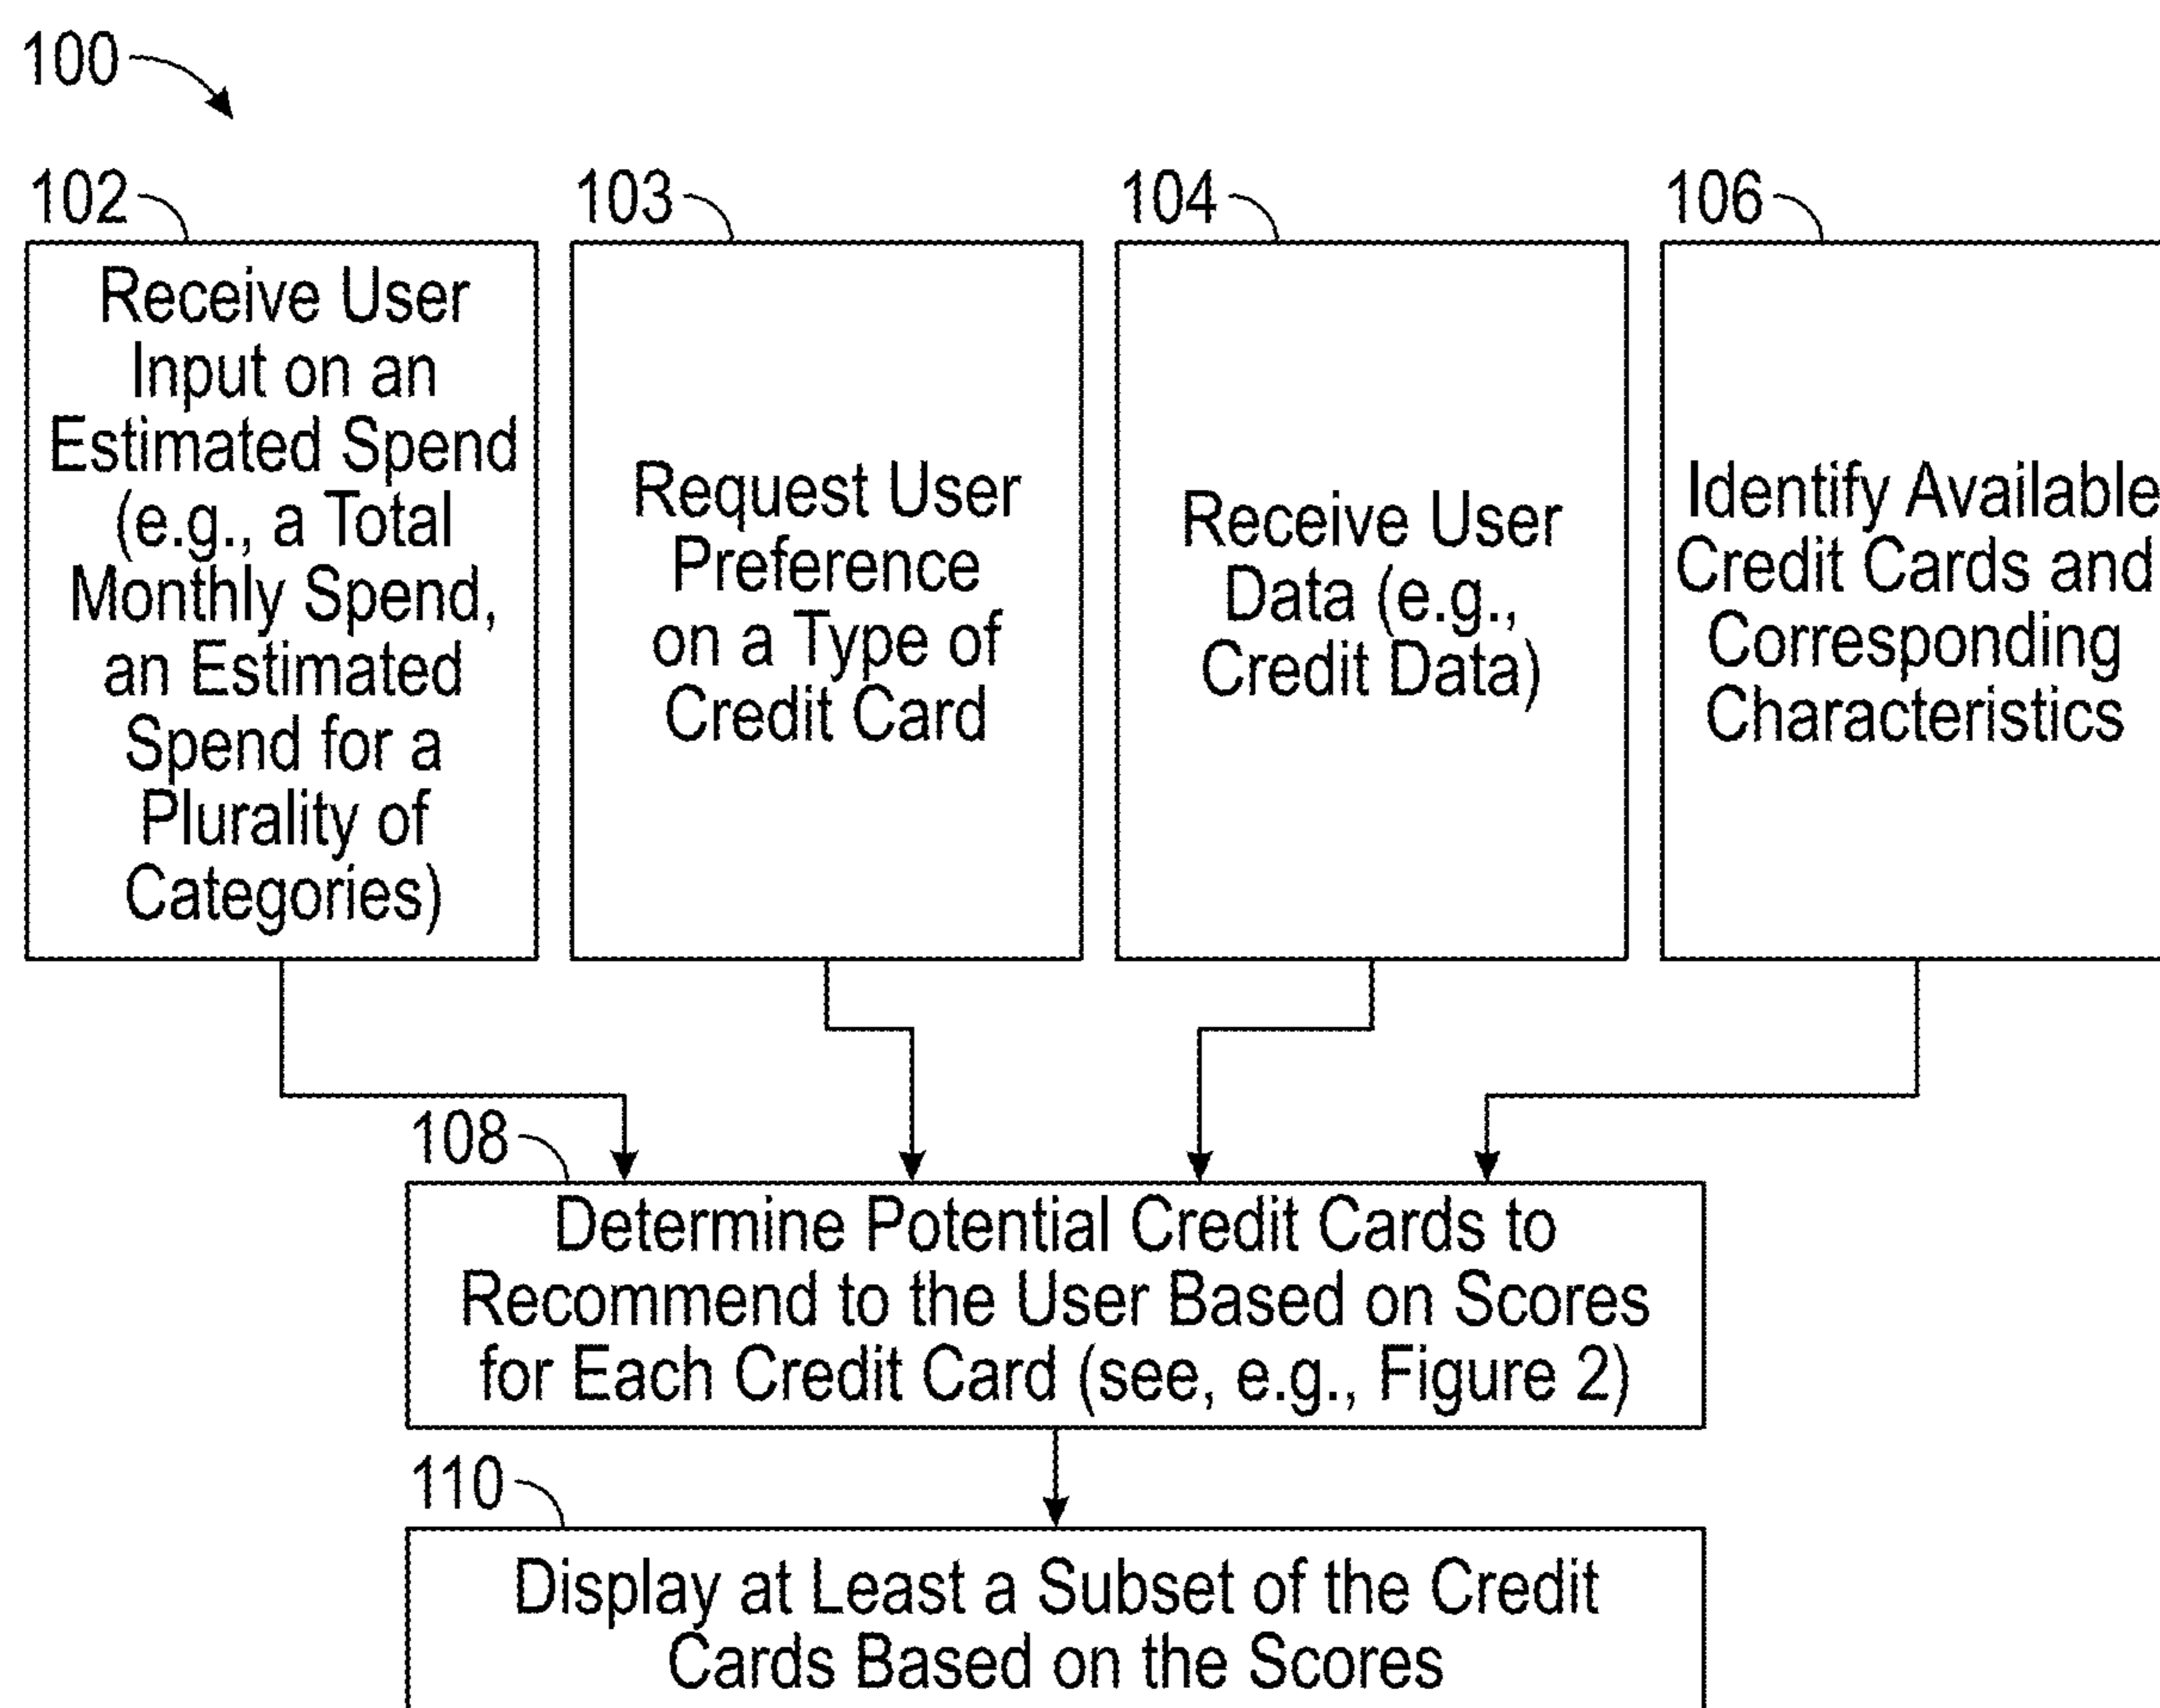 100
102
Receive User
Input on an
Estimated Spend
(e.g., a Total
Monthly Spend,
an Estimated
Spend for a
Plurality of
Categories)
103
Request User
Preference
on a Type of
Credit Card
104
Receive User
Data (e.g.,
Credit Data)
106
Identify Available
Credit Cards and
Corresponding
Characteristics
108
Determine Potential Credit Cards to
Recommend to the User Based on Scores
for Each Credit Card (see, e.g., Figure 2)
110
Display at Least a Subset of the Credit
Cards Based on the Scores